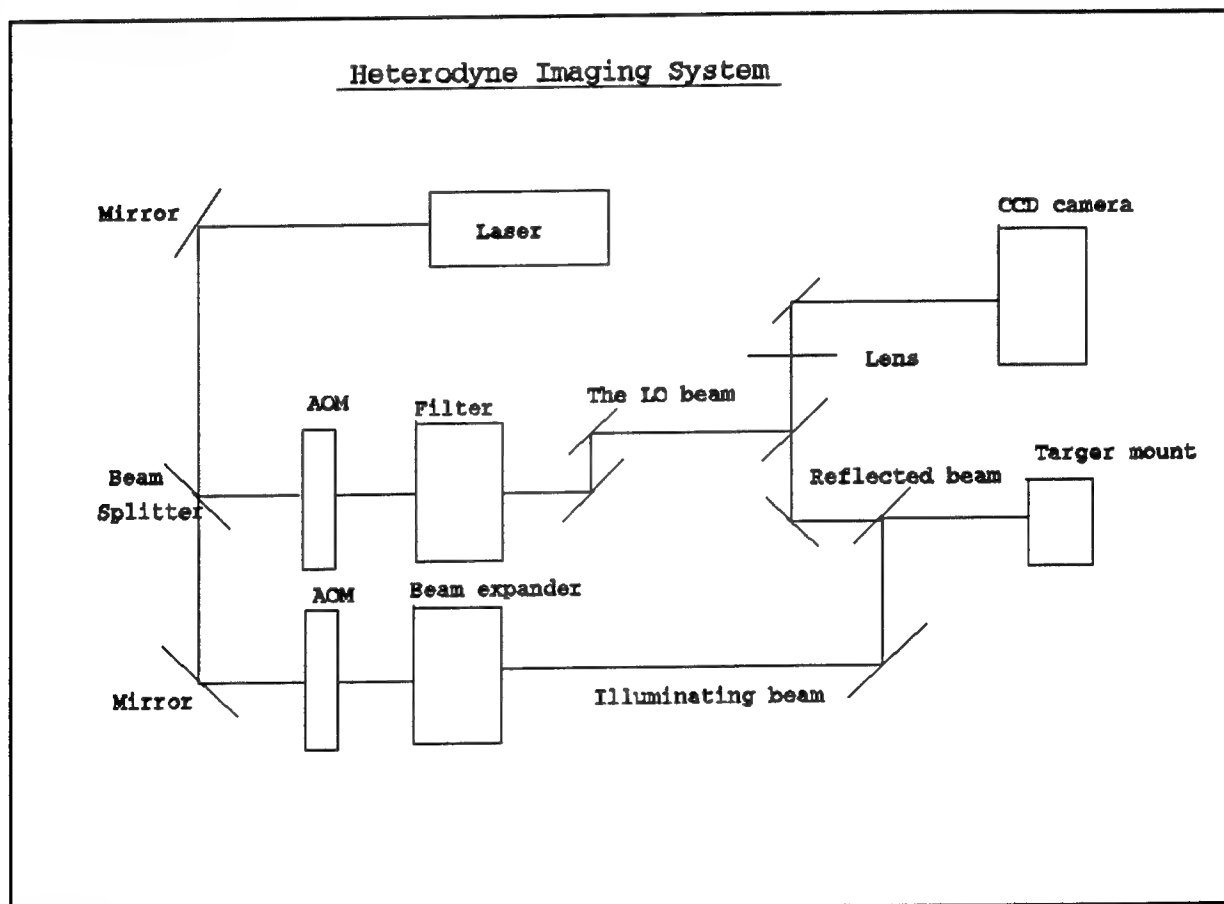 Heterodyne Imaging System
Mirror
Laser
CCD camera
Lens
The LO beam
AOM
Filter
Beam
Splitter
Reflected beam
Targer mount
AOM
Beam expander
Mirror
Illuminating beam